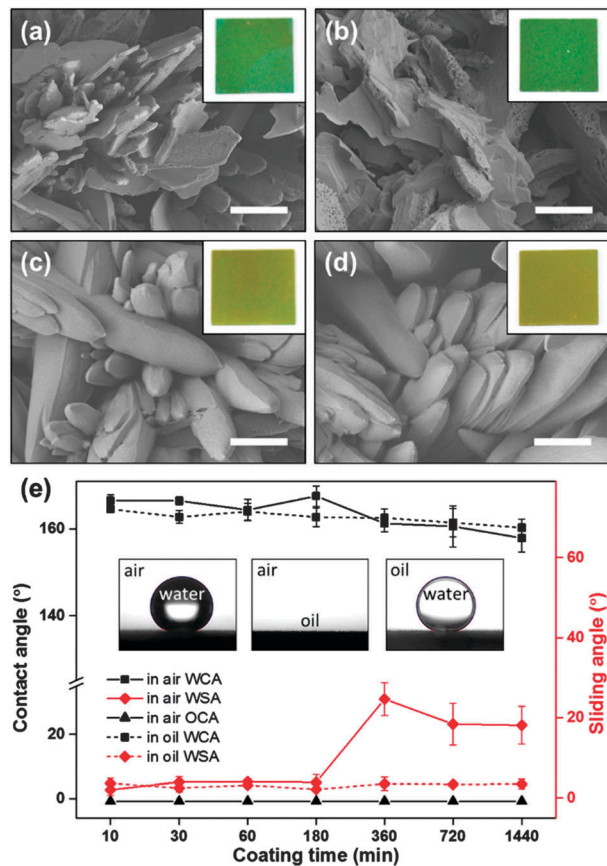 (a)
(b)
(c)
(d)
(e)
160
140
20
0
Contact angle (º)
air
water
air
oil
oil
water
in air WCA
in air WSA
in air OCA
in oil WCA
in oil WSA
60
40
20
0
Sliding angle (º)
10 30 60 180 360 720 1440
Coating time (min)